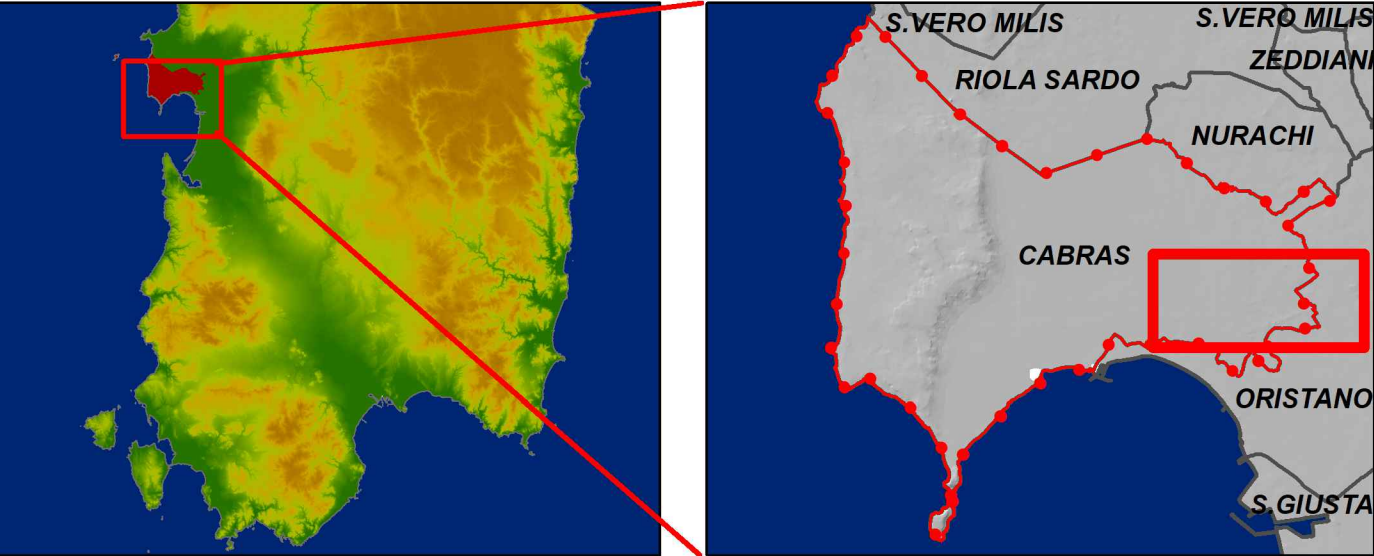 S.VERO MILIS
S.VERO MILIS
ZEDDIANI
RIOLA SARDO
NURACHI
CABRAS
ORISTANO
S.GIUSTA